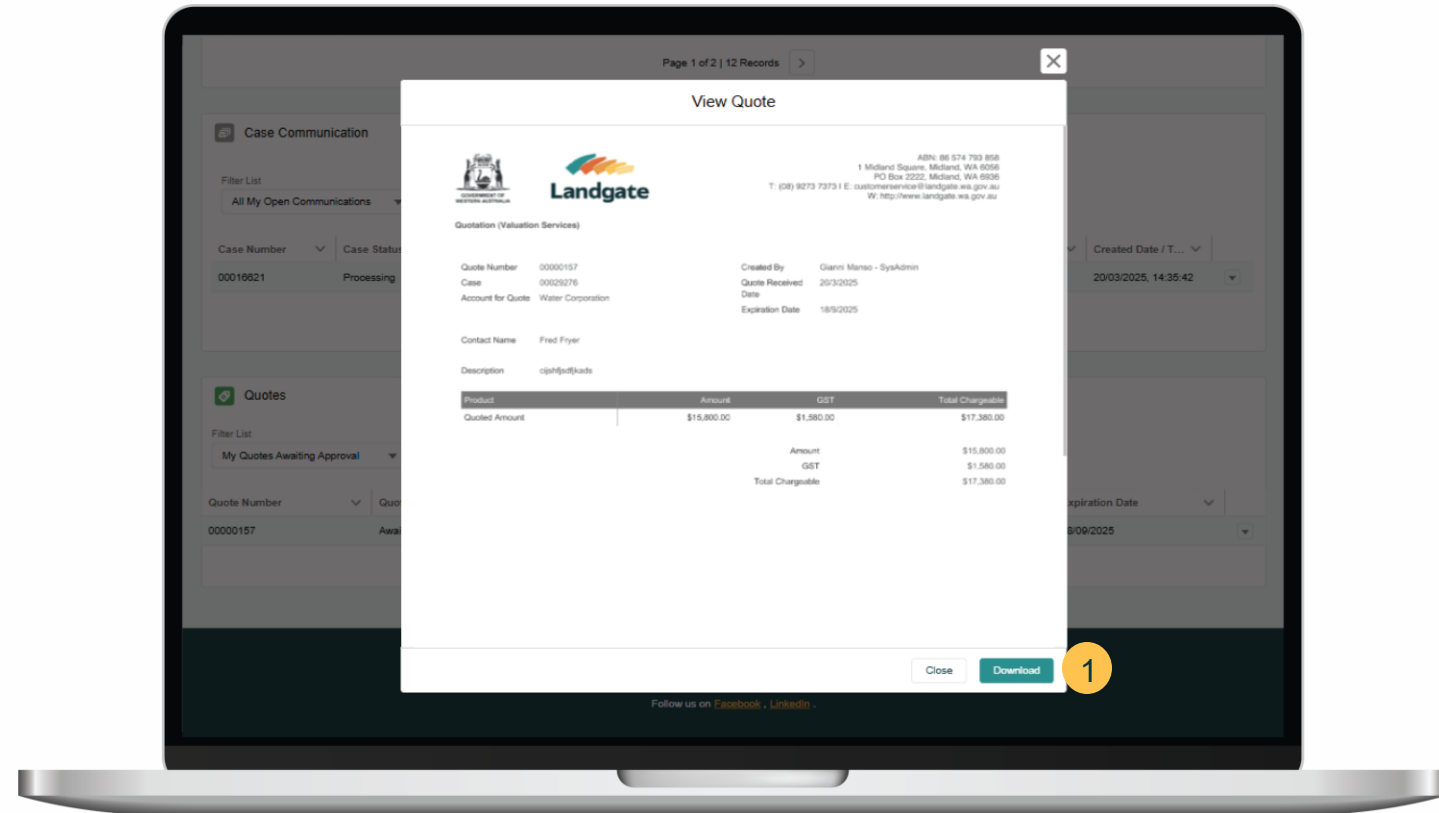 Page 1 of 2 | 12 Records
View Quote
Case Communication
Filter List
All My Open Communications
Case Number
Case Status
Created Date / T...
00016621
Processing
20/03/2025, 14:35:42
GOVERNMENT OF
WESTERN AUSTRALIA
Landgate
ABN: 86 574 793 858
1 Midland Square, Midland, WA 6056
PO Box 2222, Midland, WA 6936
T: (08) 9273 7373 I E: customerservice@landgate.wa.gov.au
W: http://www.landgate.wa.gov.au
Quotation (Valuation Services)
Quote Number 00000157
Case 00029276
Account for Quote Water Corporation
Created By Gianni Manso - SysAdmin
Quote Received Date 20/3/2025
Expiration Date 18/9/2025
Contact Name Fred Fryer
Description cijshfjsdfjkads
Product Amount GST Total Chargeable
Quoted Amount $15,800.00 $1,580.00 $17,380.00
Amount $15,800.00
GST $1,580.00
Total Chargeable $17,380.00
Quotes
Filter List
My Quotes Awaiting Approval
Quote Number
Quo
xpiration Date
00000157
Awai
8/09/2025
Close
Download
1
Follow us on Facebook , LinkedIn .